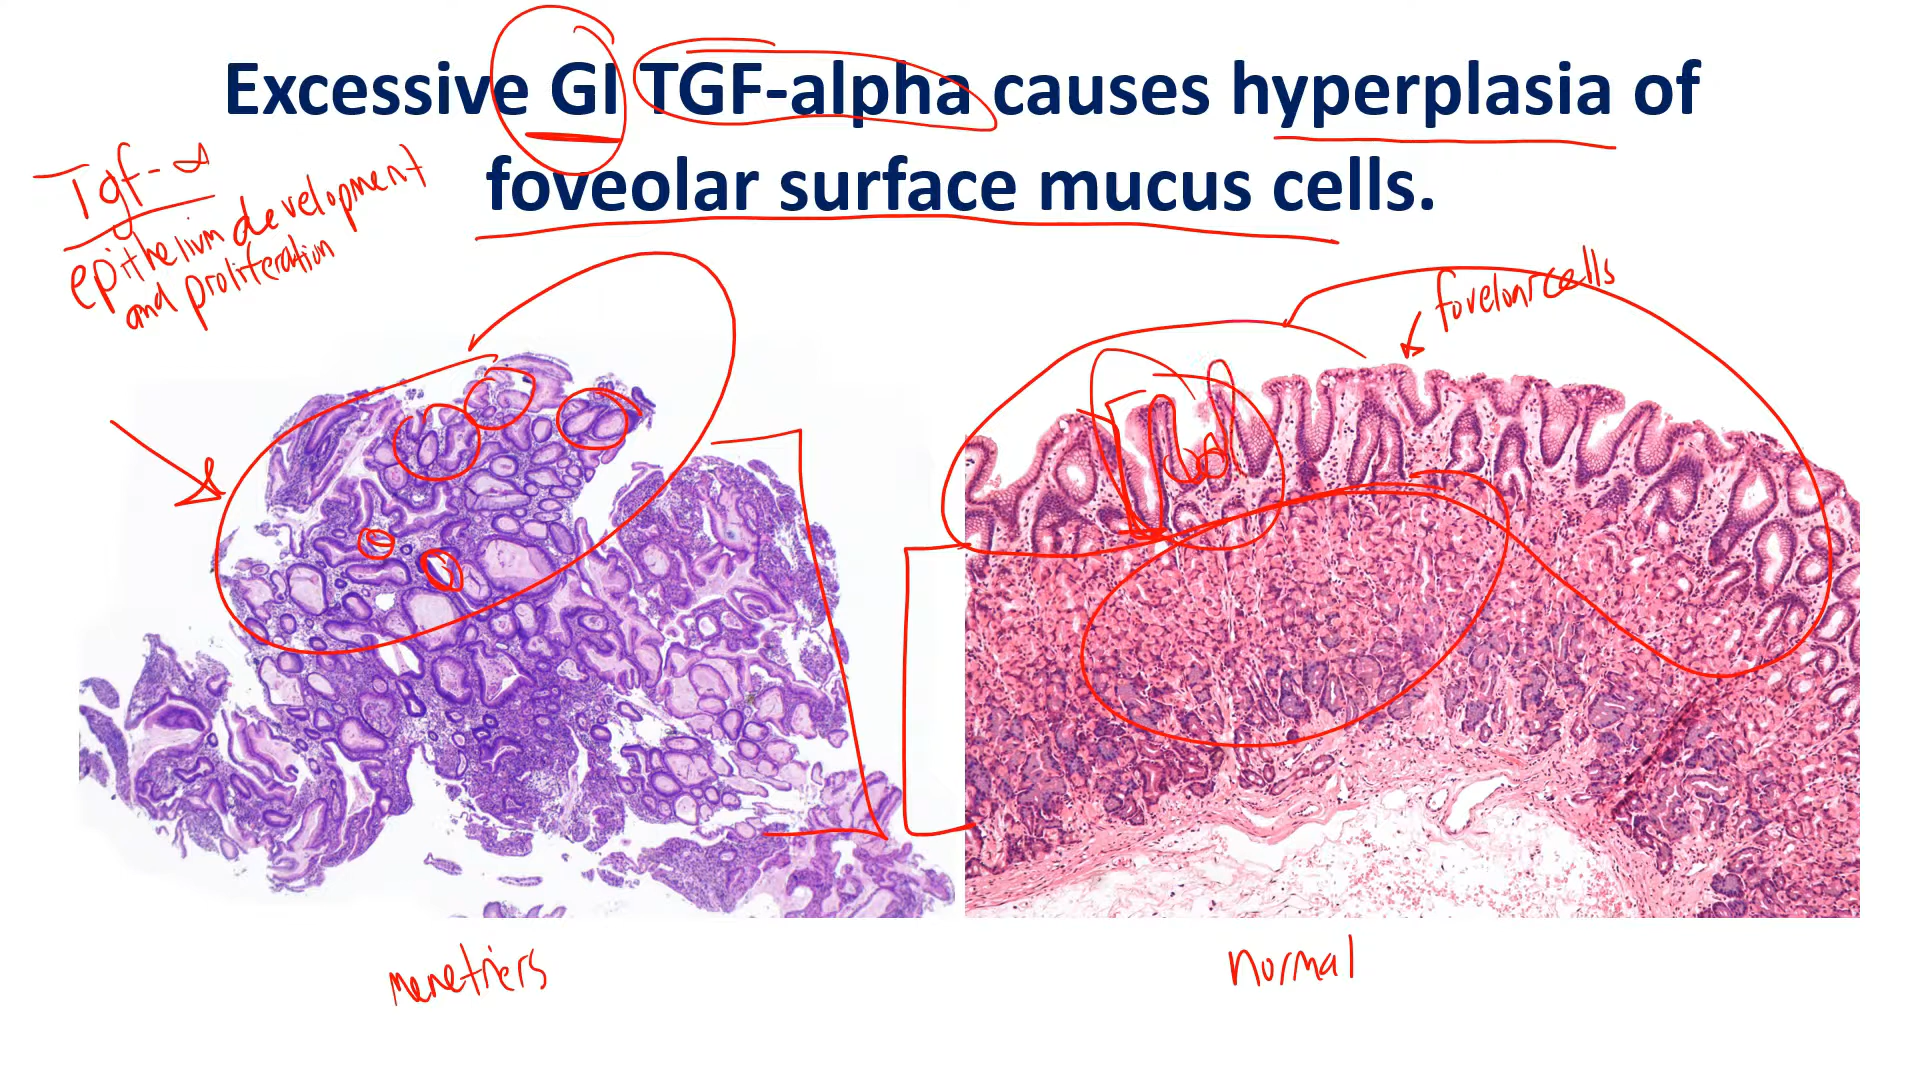 Excessive GI TGF-alpha causes hyperplasia of
foveolar surface mucus cells.
Tgf-α
epithelium development
and proliferation
foveloar cells
menetriers
normal